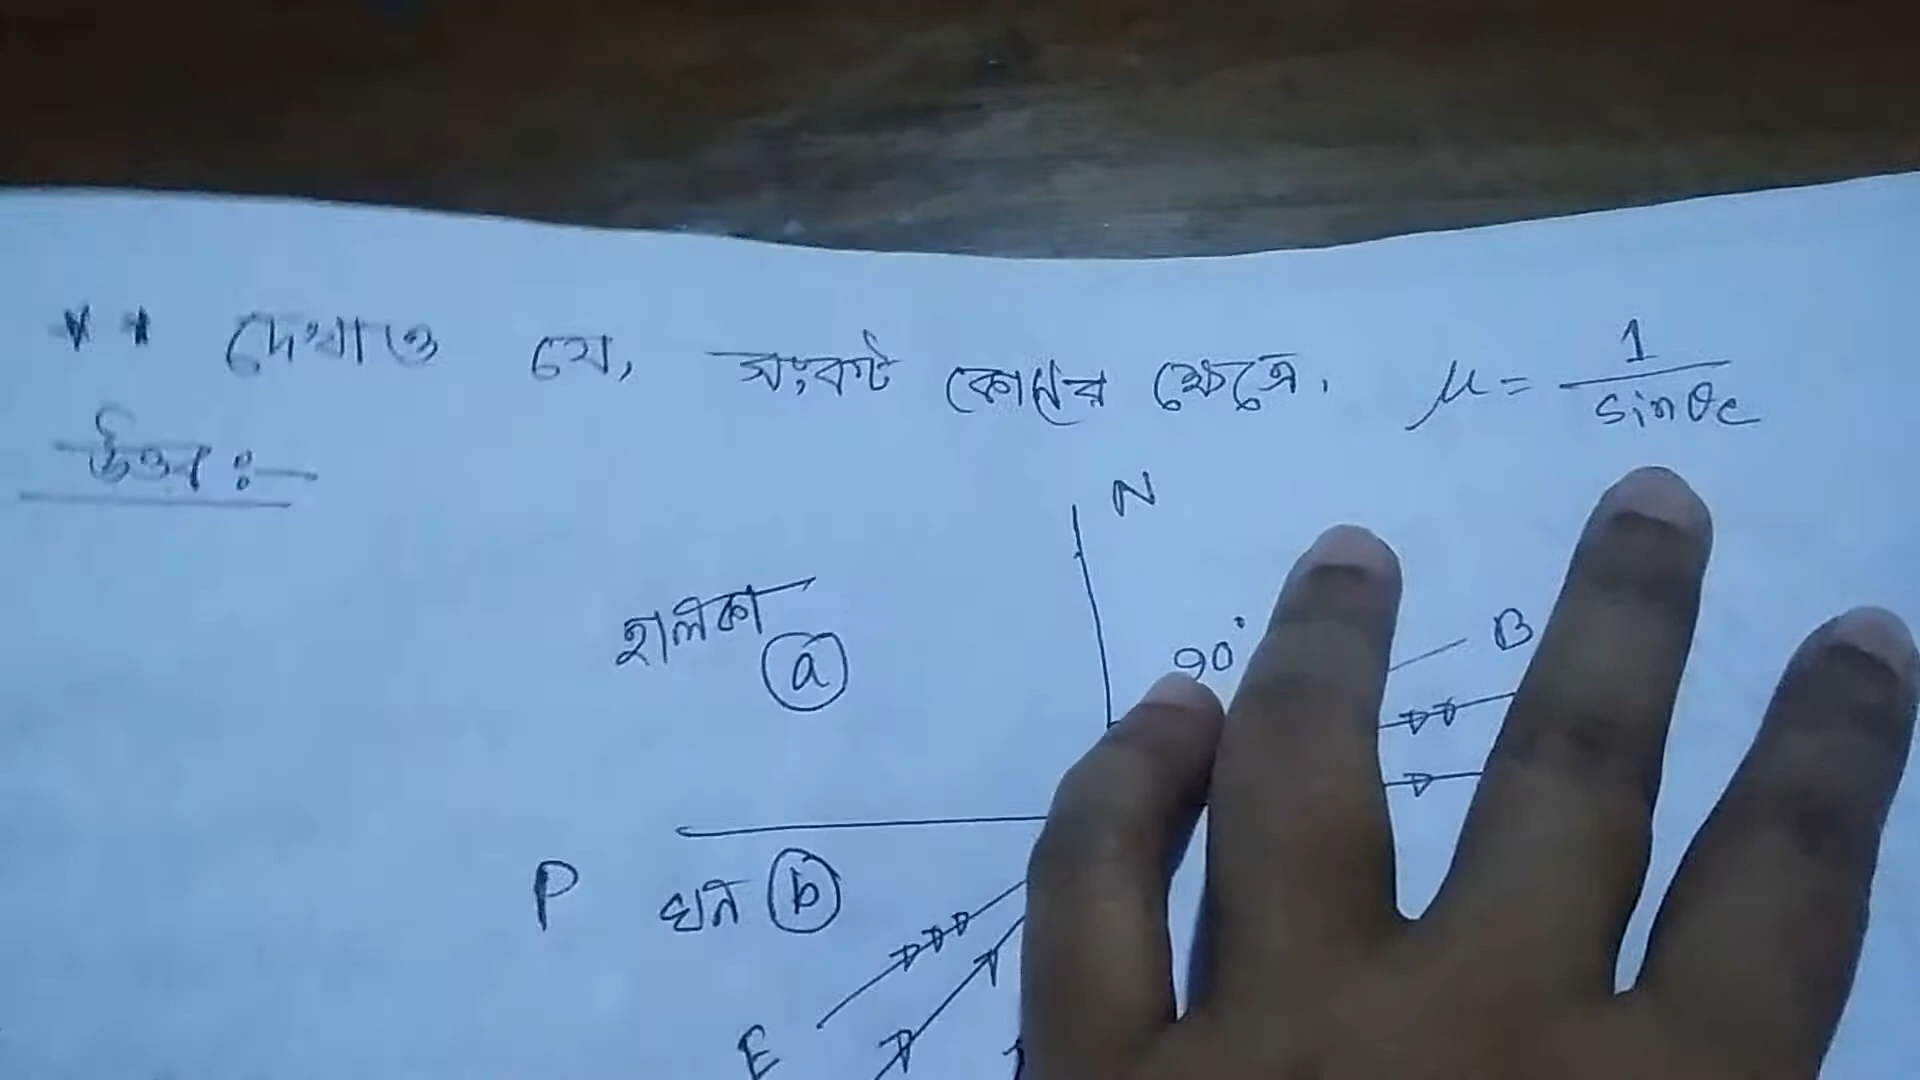 ** দেখাও যে, সংকট কোণের ক্ষেত্রে, μ = 1/sinθc
উত্তর :—
N
হালকা
a
90°
B
P
ঘন b
E